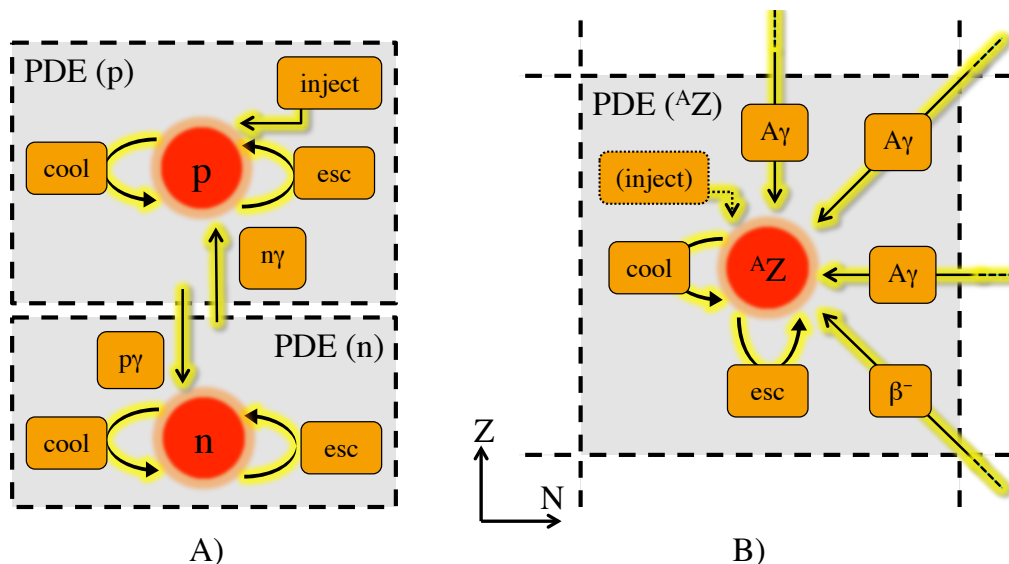 PDE (p)
inject
cool
p
esc
nγ
PDE (n)
pγ
cool
n
esc
A)
PDE (ᴬZ)
Aγ
Aγ
(inject)
cool
ᴬZ
Aγ
esc
β⁻
Z
N
B)